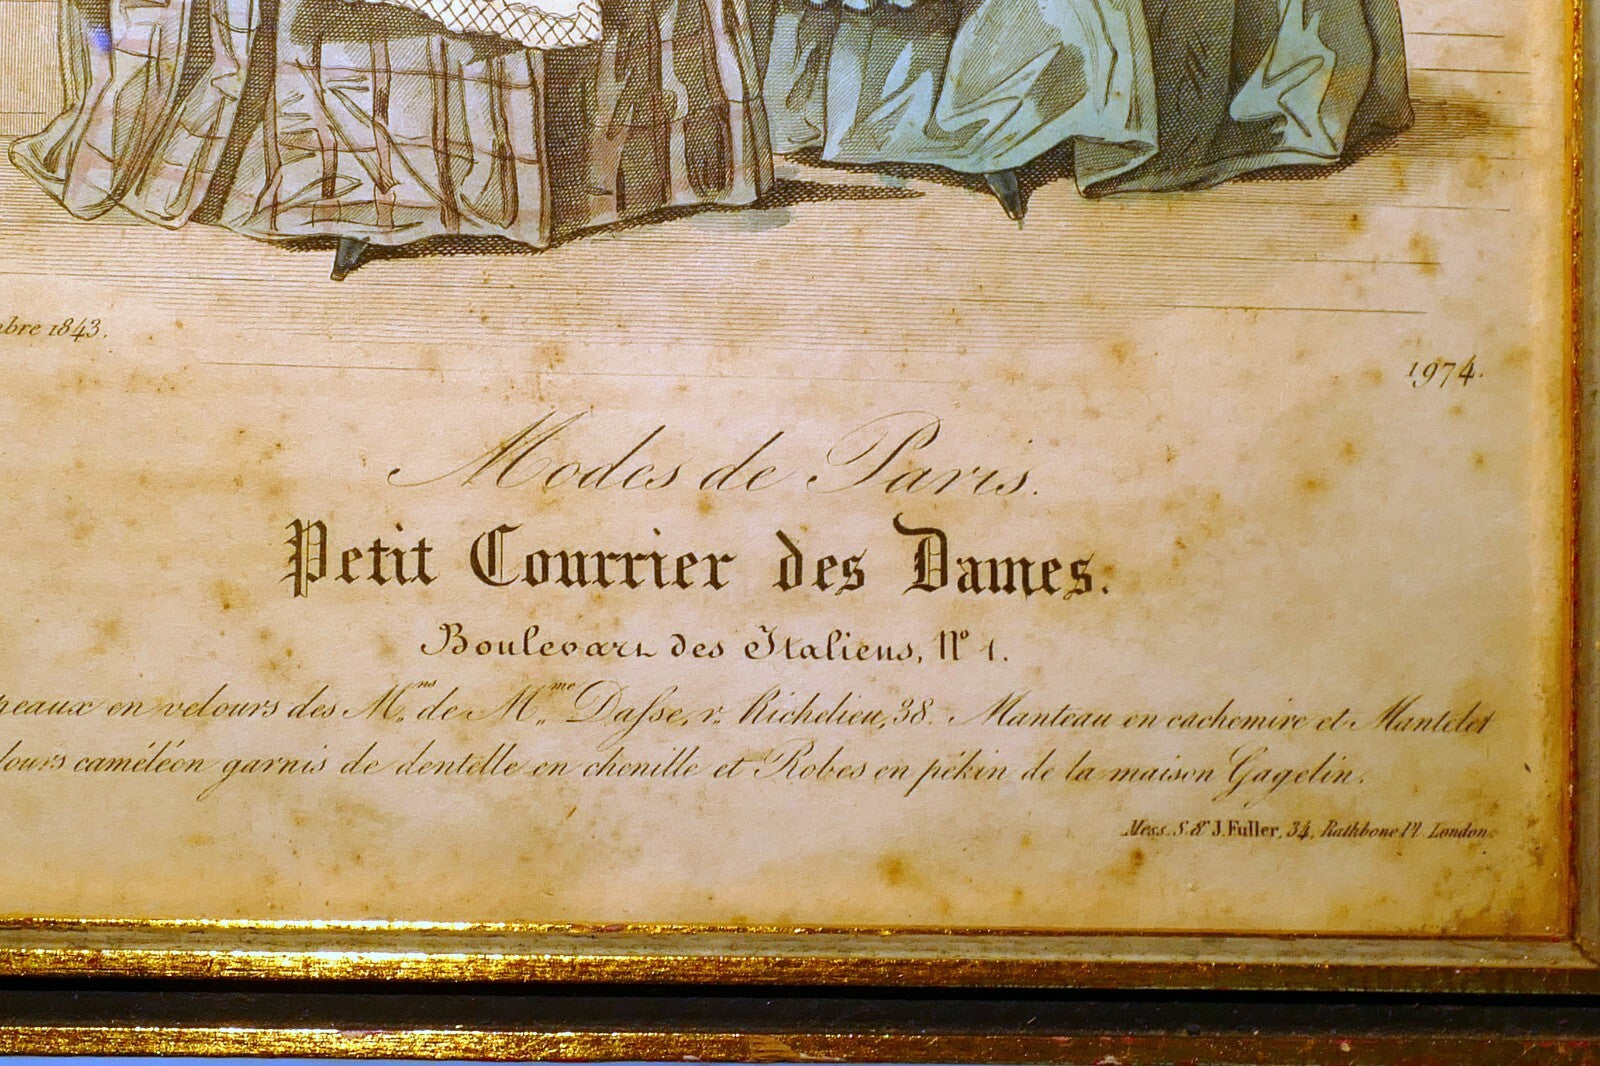 bre 1843.
1974.
Modes de Paris.
Petit Courrier des Dames.
Boulevart des Italiens, Nº 1.
peaux en velours des Mns. de Mme. Dasse, r. Richelieu, 38. Manteau en cachemire et Mantelet
lours caméléon garnis de dentelle en chenille et Robes en pékin de la maison Gagelin.
Mess. S. & J. Fuller, 34, Rathbone Pl. London.